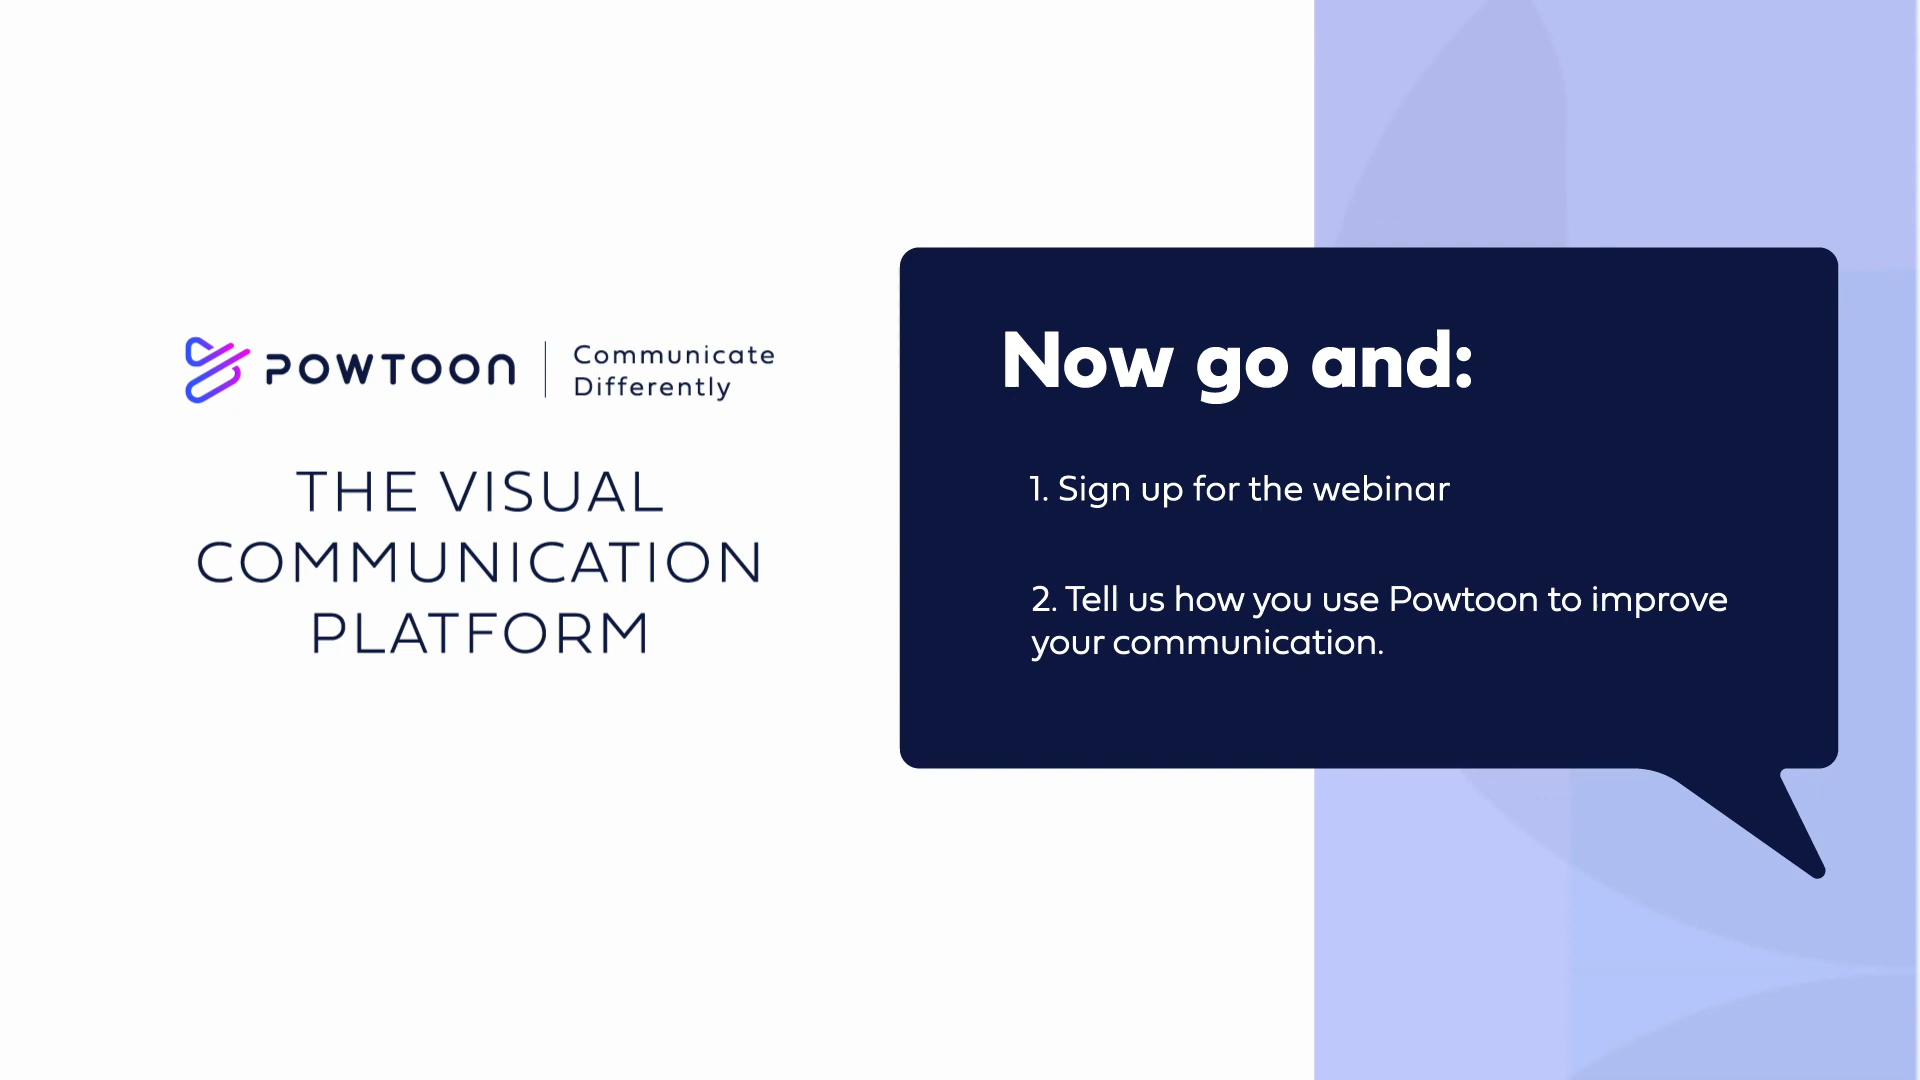 POWTOON
Communicate
Differently
THE VISUAL
COMMUNICATION
PLATFORM
Now go and:
1. Sign up for the webinar
2. Tell us how you use Powtoon to improve
your communication.